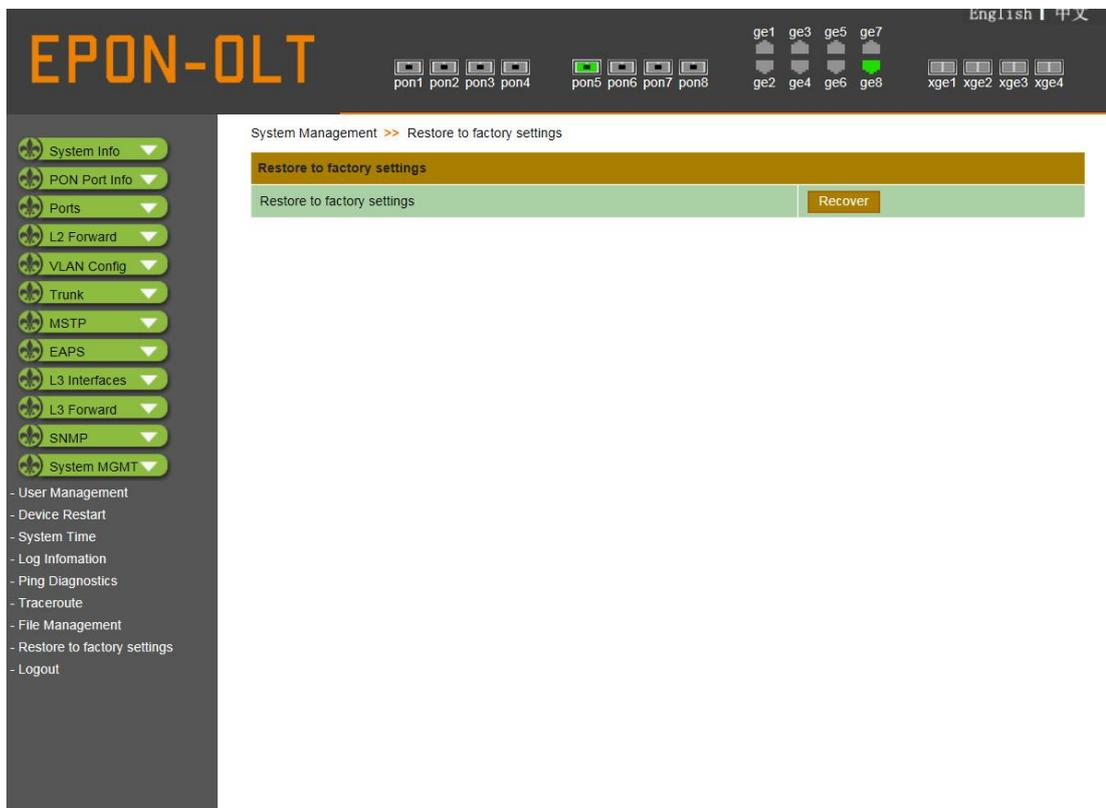 English | 中文
EPON-OLT
ge1 ge3 ge5 ge7
pon1 pon2 pon3 pon4 pon5 pon6 pon7 pon8 ge2 ge4 ge6 ge8 xge1 xge2 xge3 xge4
System Management >> Restore to factory settings
Restore to factory settings
Restore to factory settings Recover
System Info
PON Port Info
Ports
L2 Forward
VLAN Config
Trunk
MSTP
EAPS
L3 Interfaces
L3 Forward
SNMP
System MGMT
- User Management
- Device Restart
- System Time
- Log Infomation
- Ping Diagnostics
- Traceroute
- File Management
- Restore to factory settings
- Logout